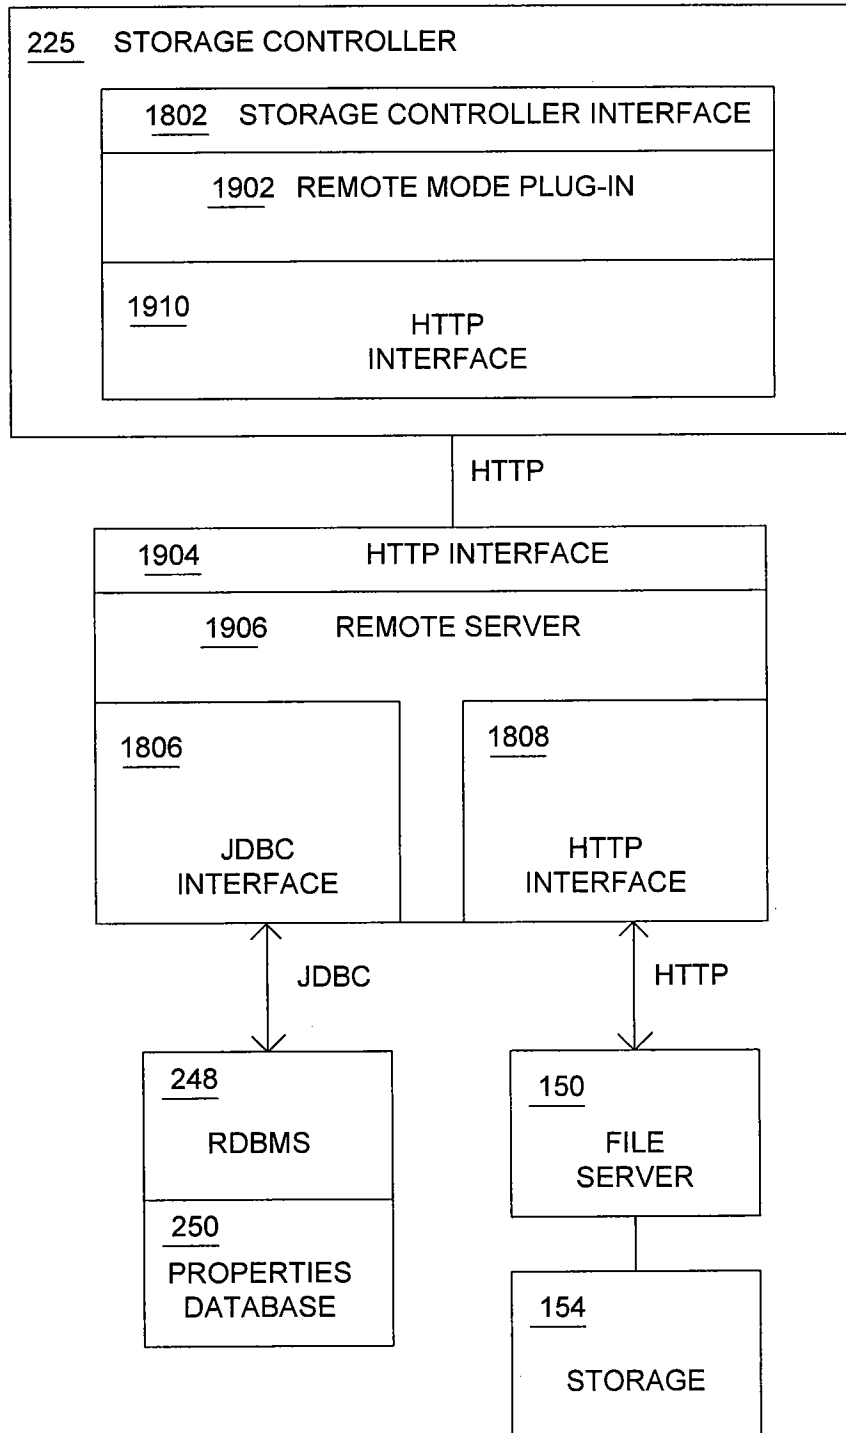 225 STORAGE CONTROLLER
1802 STORAGE CONTROLLER INTERFACE
1902 REMOTE MODE PLUG-IN
1910
HTTP
INTERFACE
HTTP
1904 HTTP INTERFACE
1906 REMOTE SERVER
1806
JDBC
INTERFACE
1808
HTTP
INTERFACE
JDBC
HTTP
248
RDBMS
250
PROPERTIES
DATABASE
150
FILE
SERVER
154
STORAGE